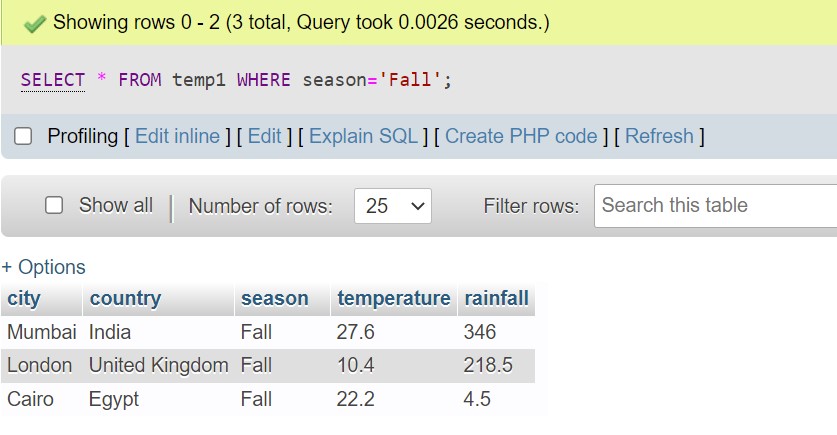 Showing rows 0 - 2 (3 total, Query took 0.0026 seconds.)
SELECT * FROM temp1 WHERE season='Fall';
Profiling [ Edit inline ] [ Edit ] [ Explain SQL ] [ Create PHP code ] [ Refresh ]
Show all | Number of rows: 25 Filter rows: Search this table
+ Options
city country season temperature rainfall
Mumbai India Fall 27.6 346
London United Kingdom Fall 10.4 218.5
Cairo Egypt Fall 22.2 4.5